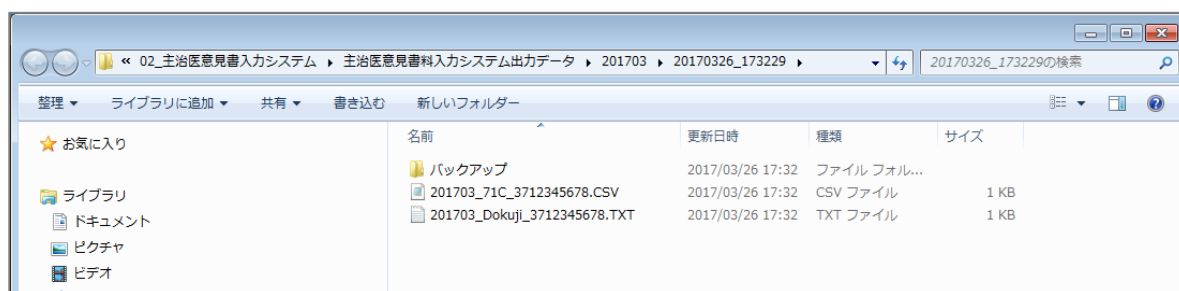 « 02_主治医意見書入力システム ▸ 主治医意見書料入力システム出力データ ▸ 201703 ▸ 20170326_173229 ▸ 20170326_173229の検索
整理 ▼ ライブラリに追加 ▼ 共有 ▼ 書き込む 新しいフォルダー
お気に入り
ライブラリ
ドキュメント
ピクチャ
ビデオ
名前 更新日時 種類 サイズ
バックアップ 2017/03/26 17:32 ファイル フォル...
201703_71C_3712345678.CSV 2017/03/26 17:32 CSV ファイル 1 KB
201703_Dokuji_3712345678.TXT 2017/03/26 17:32 TXT ファイル 1 KB